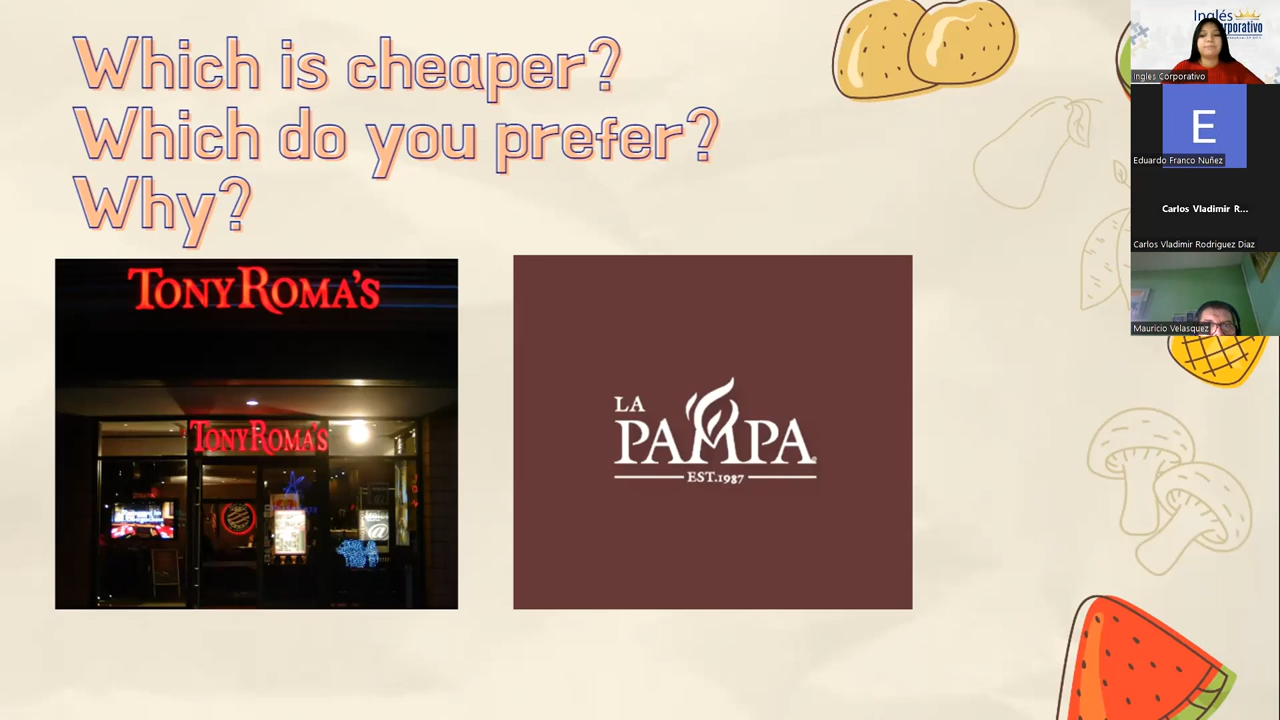 Which is cheaper?
Which do you prefer?
Why?
TONY ROMA'S
TONY ROMA'S
LA
PAMPA
EST.1987
Inglés
Corporativo
Ingles Corporativo
E
Eduardo Franco Nuñez
Carlos Vladimir R...
Carlos Vladimir Rodriguez Diaz
Mauricio Velasquez